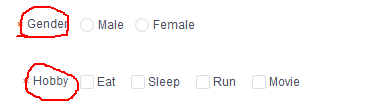 * Gender Male Female
* Hobby Eat Sleep Run Movie